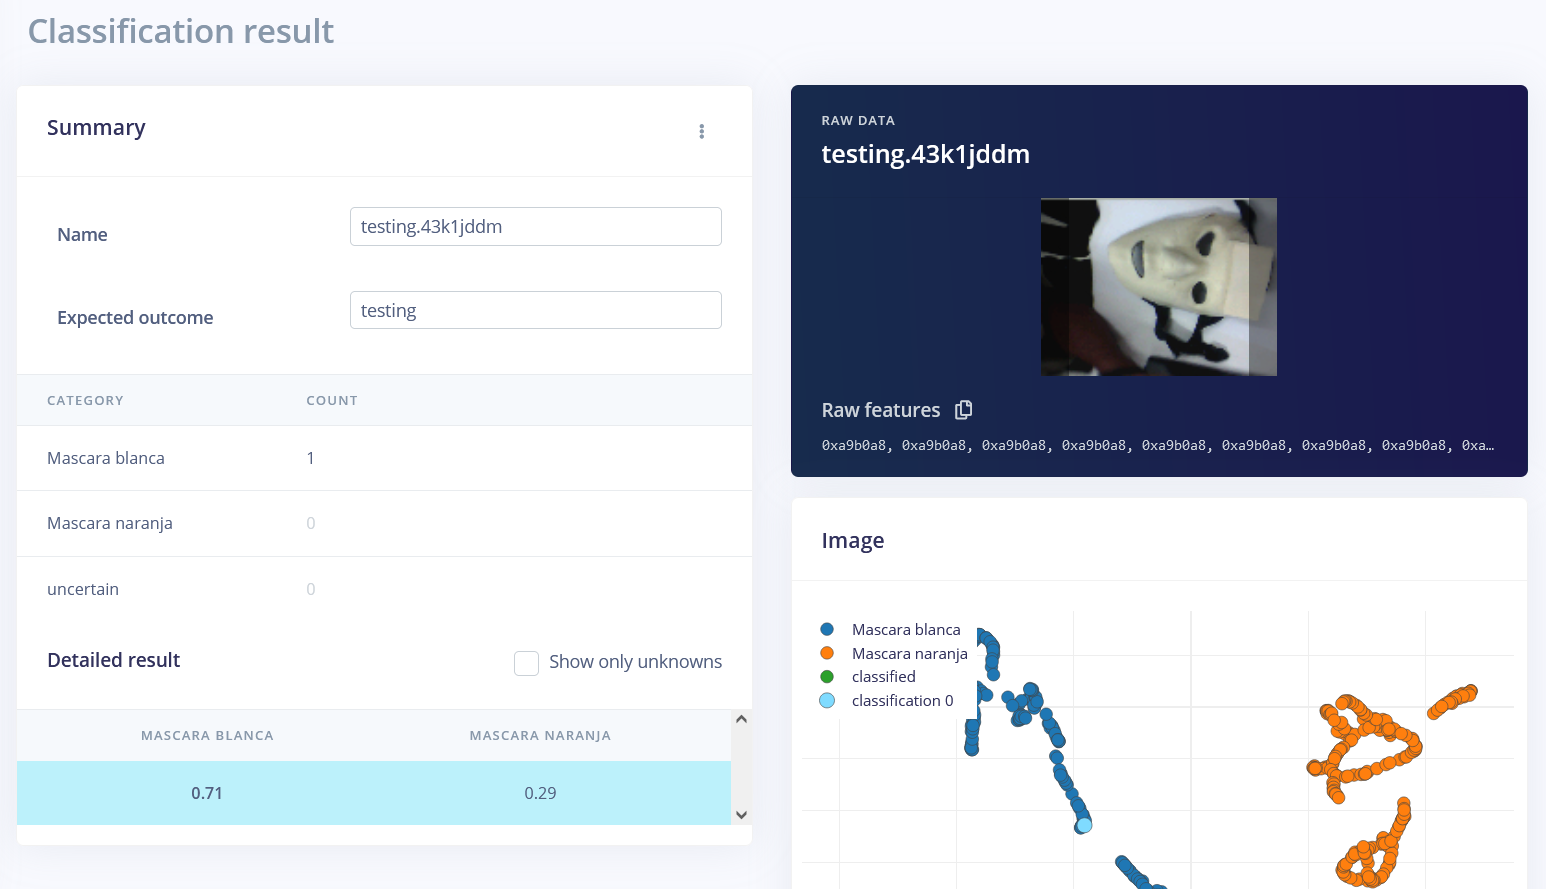 Classification result
Summary
Name
testing.43k1jddm
Expected outcome
testing
CATEGORY COUNT
Mascara blanca 1
Mascara naranja 0
uncertain 0
Detailed result
Show only unknowns
MASCARA BLANCA MASCARA NARANJA
0.71 0.29
RAW DATA
testing.43k1jddm
Raw features
0xa9b0a8, 0xa9b0a8, 0xa9b0a8, 0xa9b0a8, 0xa9b0a8, 0xa9b0a8, 0xa9b0a8, 0xa9b0a8, 0xa…
Image
Mascara blanca
Mascara naranja
classified
classification 0